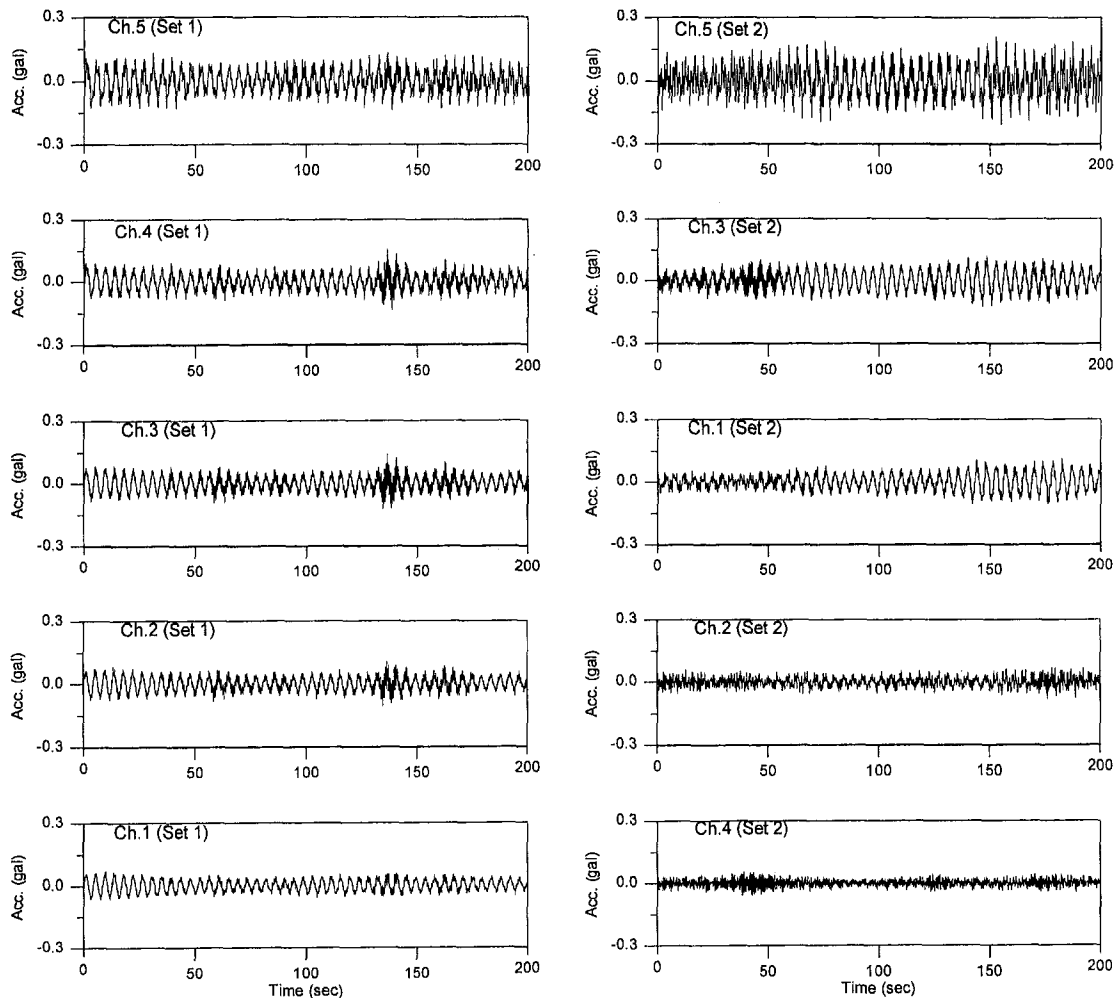 Ch.5 (Set 1)
0.3
0.0
-0.3
Acc. (gal)
0 50 100 150 200
Ch.4 (Set 1)
0.3
0.0
-0.3
Acc. (gal)
0 50 100 150 200
Ch.3 (Set 1)
0.3
0.0
-0.3
Acc. (gal)
0 50 100 150 200
Ch.2 (Set 1)
0.3
0.0
-0.3
Acc. (gal)
0 50 100 150 200
Ch.1 (Set 1)
0.3
0.0
-0.3
Acc. (gal)
0 50 100 150 200
Time (sec)
Ch.5 (Set 2)
0.3
0.0
-0.3
Acc. (gal)
0 50 100 150 200
Ch.3 (Set 2)
0.3
0.0
-0.3
Acc. (gal)
0 50 100 150 200
Ch.1 (Set 2)
0.3
0.0
-0.3
Acc. (gal)
0 50 100 150 200
Ch.2 (Set 2)
0.3
0.0
-0.3
Acc. (gal)
0 50 100 150 200
Ch.4 (Set 2)
0.3
0.0
-0.3
Acc. (gal)
0 50 100 150 200
Time (sec)